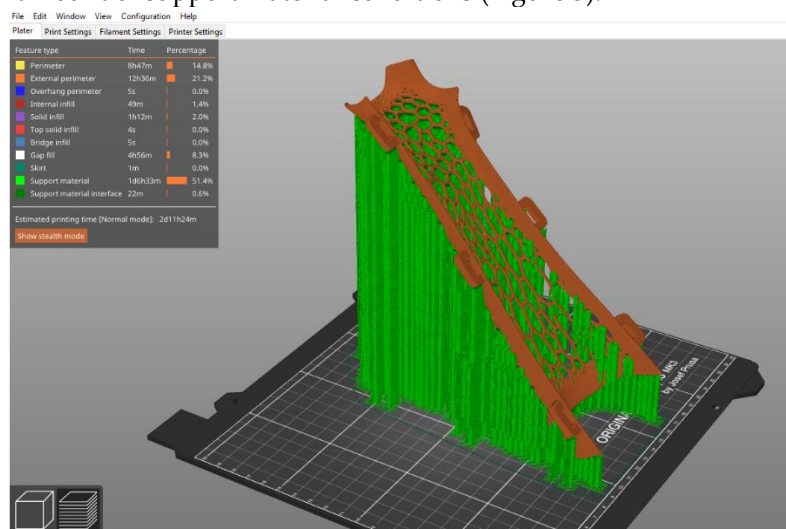 File Edit Window View Configuration Help
Plater Print Settings Filament Settings Printer Settings
Feature type Time Percentage
Perimeter 8h47m 14.8%
External perimeter 12h36m 21.2%
Overhang perimeter 5s 0.0%
Internal infill 49m 1.4%
Solid infill 1h12m 2.0%
Top solid infill 4s 0.0%
Bridge infill 5s 0.0%
Gap fill 4h56m 8.3%
Skirt 1m 0.0%
Support material 1d6h33m 51.4%
Support material interface 22m 0.6%
Estimated printing time [Normal mode]: 2d11h24m
Show stealth mode
MK3
by Josef Prusa
ORIGINA